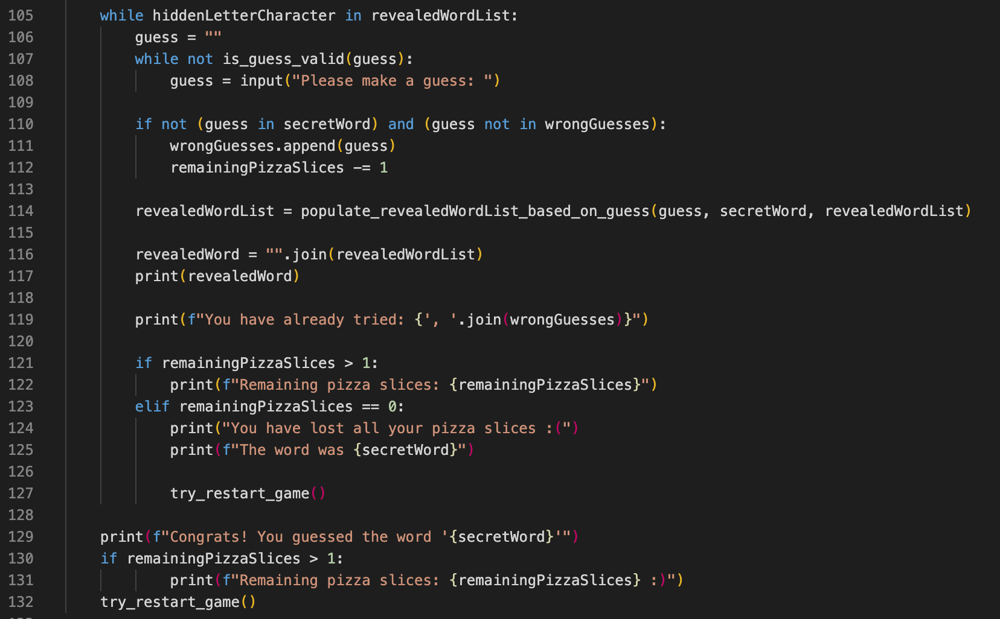 105 while hiddenLetterCharacter in revealedWordList:
106 guess = ""
107 while not is_guess_valid(guess):
108 guess = input("Please make a guess: ")
109
110 if not (guess in secretWord) and (guess not in wrongGuesses):
111 wrongGuesses.append(guess)
112 remainingPizzaSlices -= 1
113
114 revealedWordList = populate_revealedWordList_based_on_guess(guess, secretWord, revealedWordList)
115
116 revealedWord = "".join(revealedWordList)
117 print(revealedWord)
118
119 print(f"You have already tried: {', '.join(wrongGuesses)}")
120
121 if remainingPizzaSlices > 1:
122 print(f"Remaining pizza slices: {remainingPizzaSlices}")
123 elif remainingPizzaSlices == 0:
124 print("You have lost all your pizza slices :(")
125 print(f"The word was {secretWord}")
126
127 try_restart_game()
128
129 print(f"Congrats! You guessed the word '{secretWord}'")
130 if remainingPizzaSlices > 1:
131 print(f"Remaining pizza slices: {remainingPizzaSlices} :)")
132 try_restart_game()